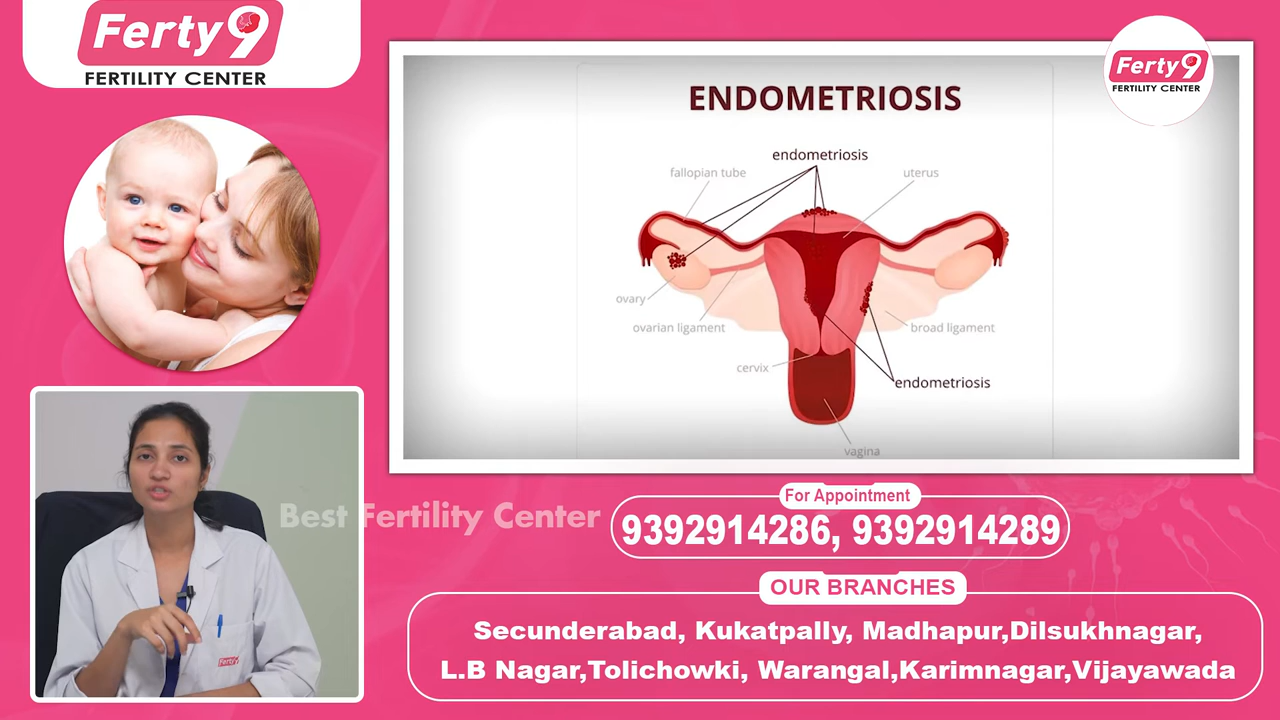 Ferty9
FERTILITY CENTER
Ferty9
FERTILITY CENTER
ENDOMETRIOSIS
endometriosis
fallopian tube
uterus
ovary
ovarian ligament
broad ligament
cervix
endometriosis
vagina
Ferty9
Best Fertility Center
For Appointment
9392914286, 9392914289
OUR BRANCHES
Secunderabad, Kukatpally, Madhapur,Dilsukhnagar,
L.B Nagar,Tolichowki, Warangal,Karimnagar,Vijayawada